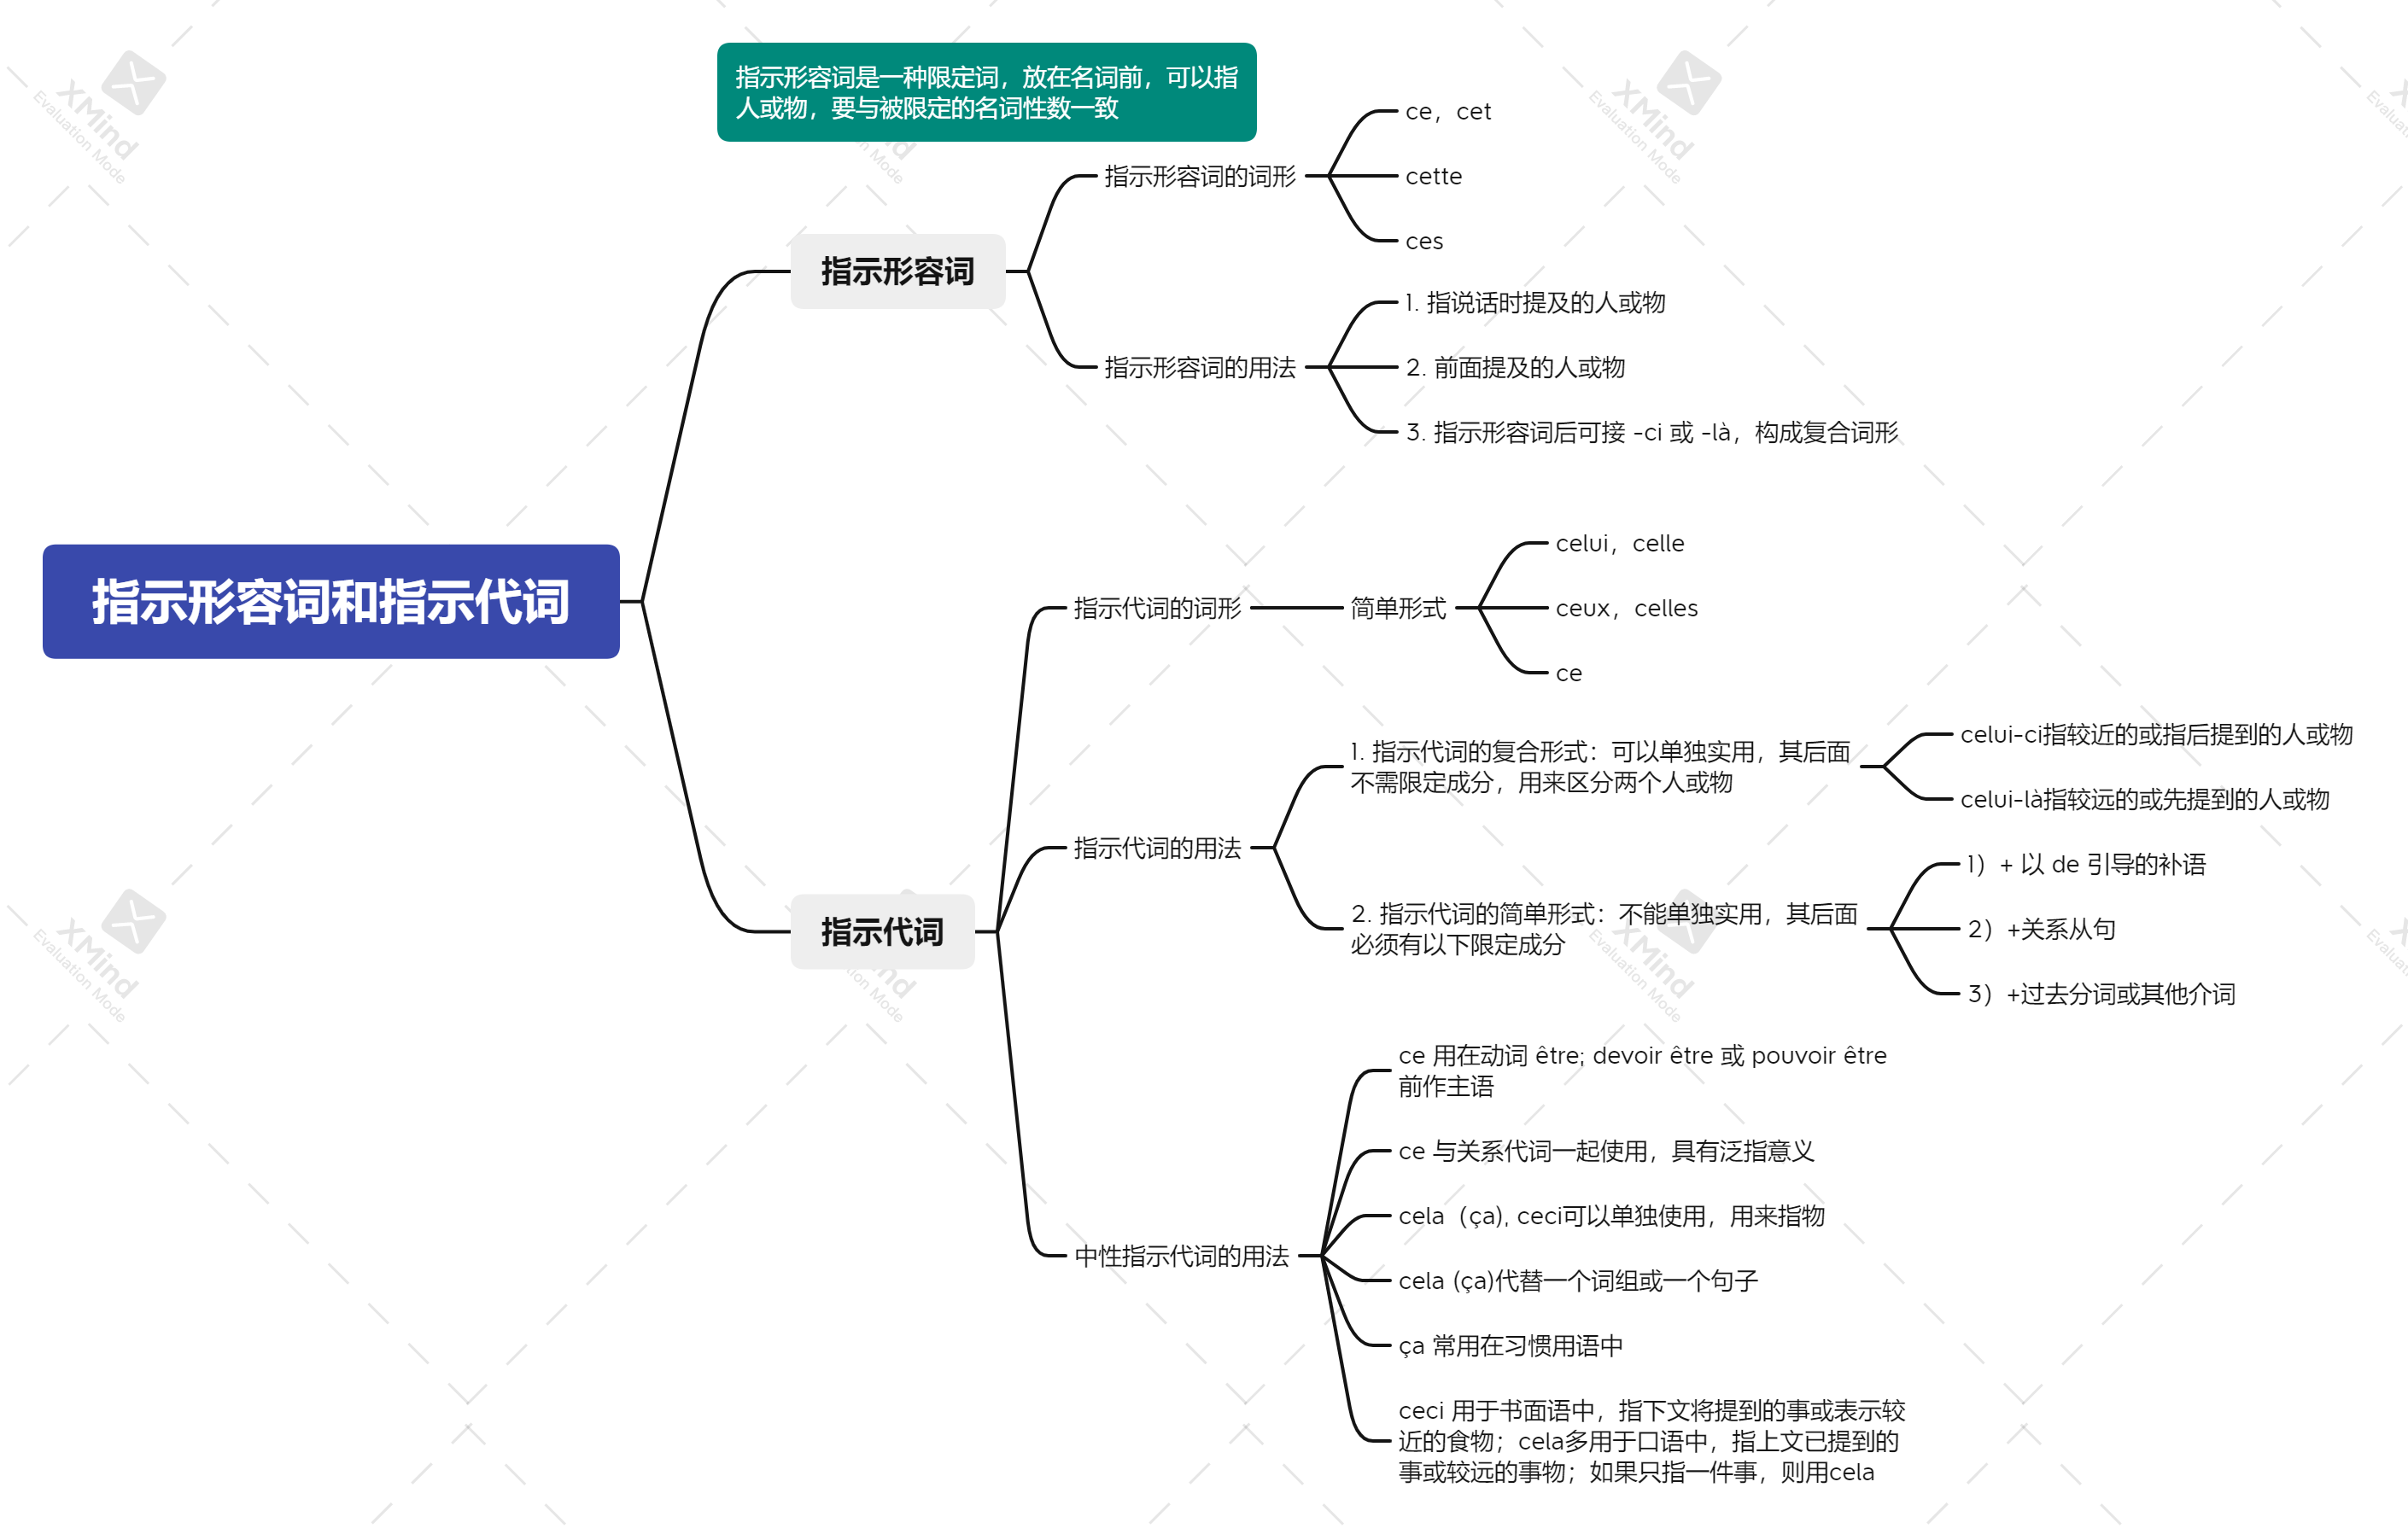 指示形容词是一种限定词，放在名词前，可以指
人或物，要与被限定的名词性数一致
指示形容词和指示代词
指示形容词
指示形容词的词形
ce，cet
cette
ces
指示形容词的用法
1. 指说话时提及的人或物
2. 前面提及的人或物
3. 指示形容词后可接 -ci 或 -là，构成复合词形
指示代词
指示代词的词形
简单形式
celui，celle
ceux，celles
ce
指示代词的用法
1. 指示代词的复合形式：可以单独实用，其后面
不需限定成分，用来区分两个人或物
celui-ci指较近的或指后提到的人或物
celui-là指较远的或先提到的人或物
2. 指示代词的简单形式：不能单独实用，其后面
必须有以下限定成分
1）+ 以 de 引导的补语
2）+关系从句
3）+过去分词或其他介词
中性指示代词的用法
ce 用在动词 être; devoir être 或 pouvoir être
前作主语
ce 与关系代词一起使用，具有泛指意义
cela（ça), ceci可以单独使用，用来指物
cela (ça)代替一个词组或一个句子
ça 常用在习惯用语中
ceci 用于书面语中，指下文将提到的事或表示较
近的食物；cela多用于口语中，指上文已提到的
事或较远的事物；如果只指一件事，则用cela
XMind
Evaluation Mode
XMind
Evaluation Mode
XMind
Evaluation Mode
XMind
Evaluation Mode